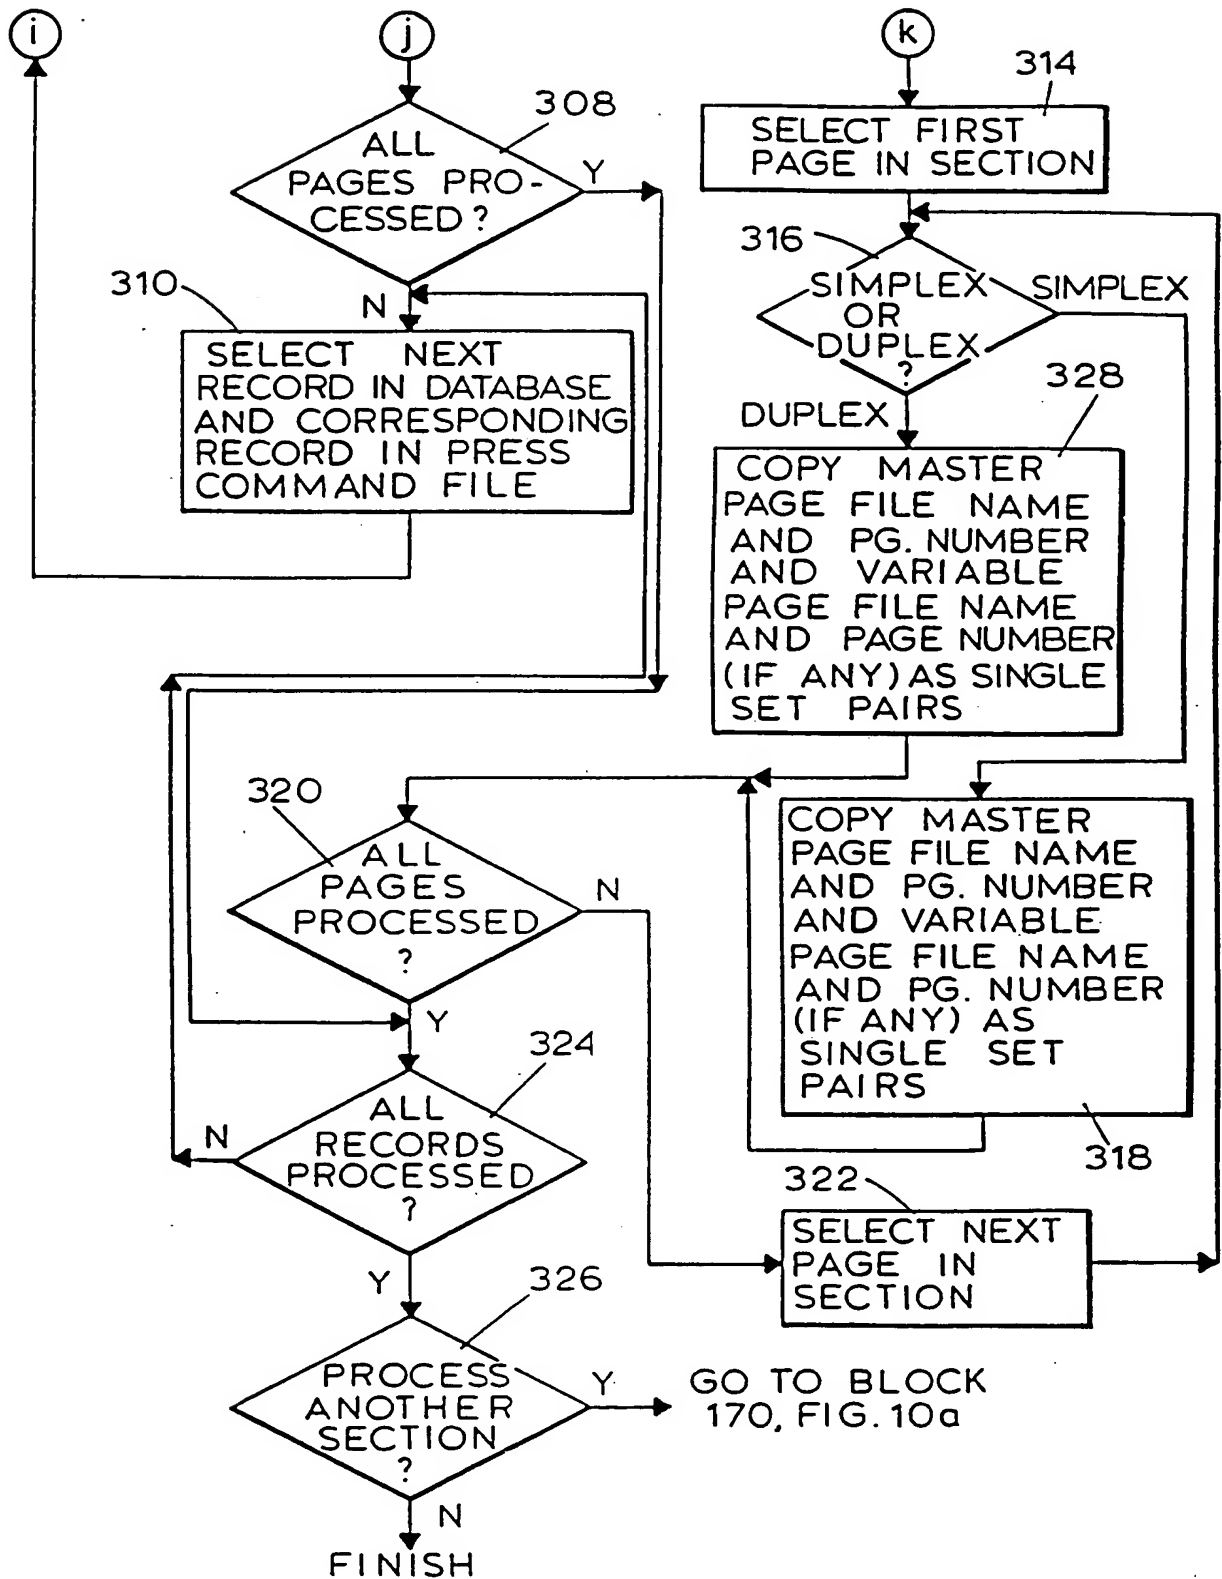 i
j
k
308
ALL
PAGES PRO-
CESSED?
Y
N
310
SELECT NEXT
RECORD IN DATABASE
AND CORRESPONDING
RECORD IN PRESS
COMMAND FILE
314
SELECT FIRST
PAGE IN SECTION
316
SIMPLEX
OR
DUPLEX
?
SIMPLEX
DUPLEX
328
COPY MASTER
PAGE FILE NAME
AND PG. NUMBER
AND VARIABLE
PAGE FILE NAME
AND PAGE NUMBER
(IF ANY) AS SINGLE
SET PAIRS
COPY MASTER
PAGE FILE NAME
AND PG. NUMBER
AND VARIABLE
PAGE FILE NAME
AND PG. NUMBER
(IF ANY) AS
SINGLE SET
PAIRS
318
320
ALL
PAGES
PROCESSED
?
N
Y
322
SELECT NEXT
PAGE IN
SECTION
324
ALL
RECORDS
PROCESSED
?
N
Y
326
PROCESS
ANOTHER
SECTION
?
Y
GO TO BLOCK
170, FIG. 10a
N
FINISH